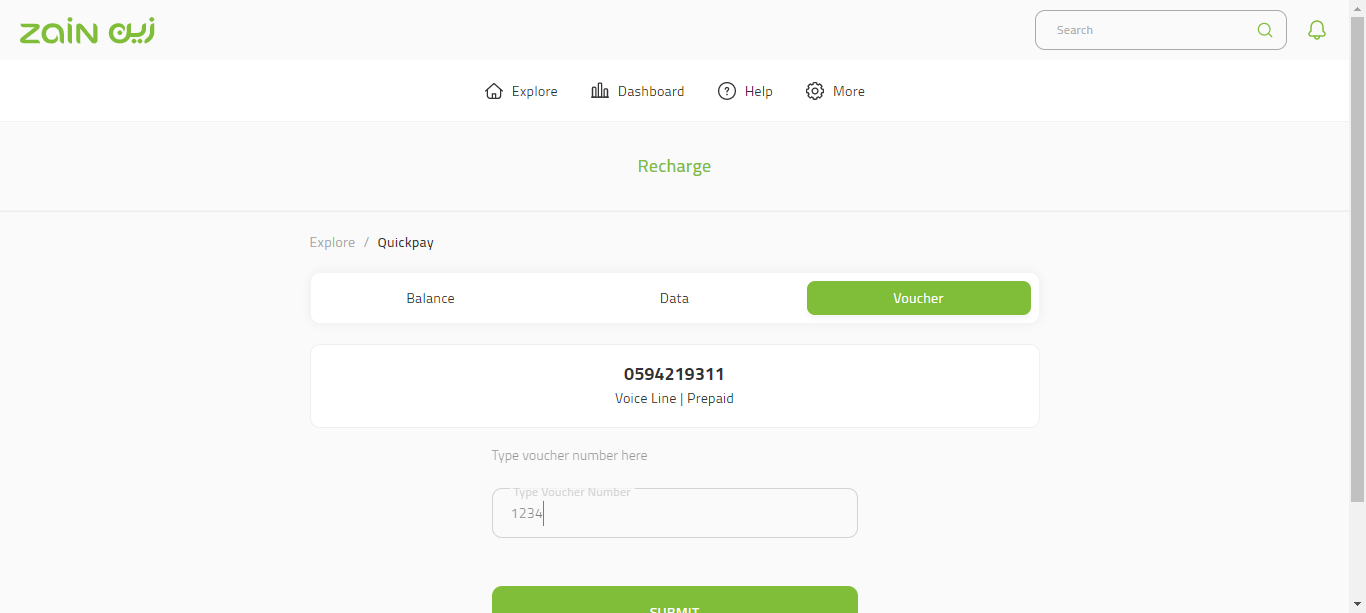 zain زين
Search
Explore
Dashboard
Help
More
Recharge
Explore / Quickpay
Balance
Data
Voucher
0594219311
Voice Line | Prepaid
Type voucher number here
Type Voucher Number
1234
SUBMIT